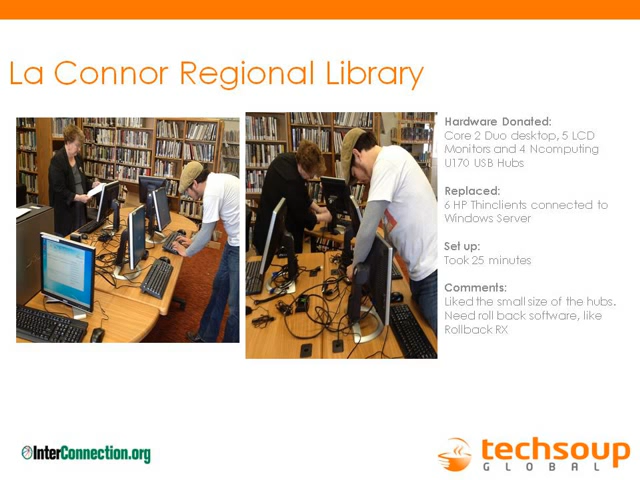 La Connor Regional Library
Hardware Donated:
Core 2 Duo desktop, 5 LCD
Monitors and 4 Ncomputing
U170 USB Hubs
Replaced:
6 HP Thinclients connected to
Windows Server
Set up:
Took 25 minutes
Comments:
Liked the small size of the hubs.
Need roll back software, like
Rollback RX
InterConnection.org
techsoup
GLOBAL